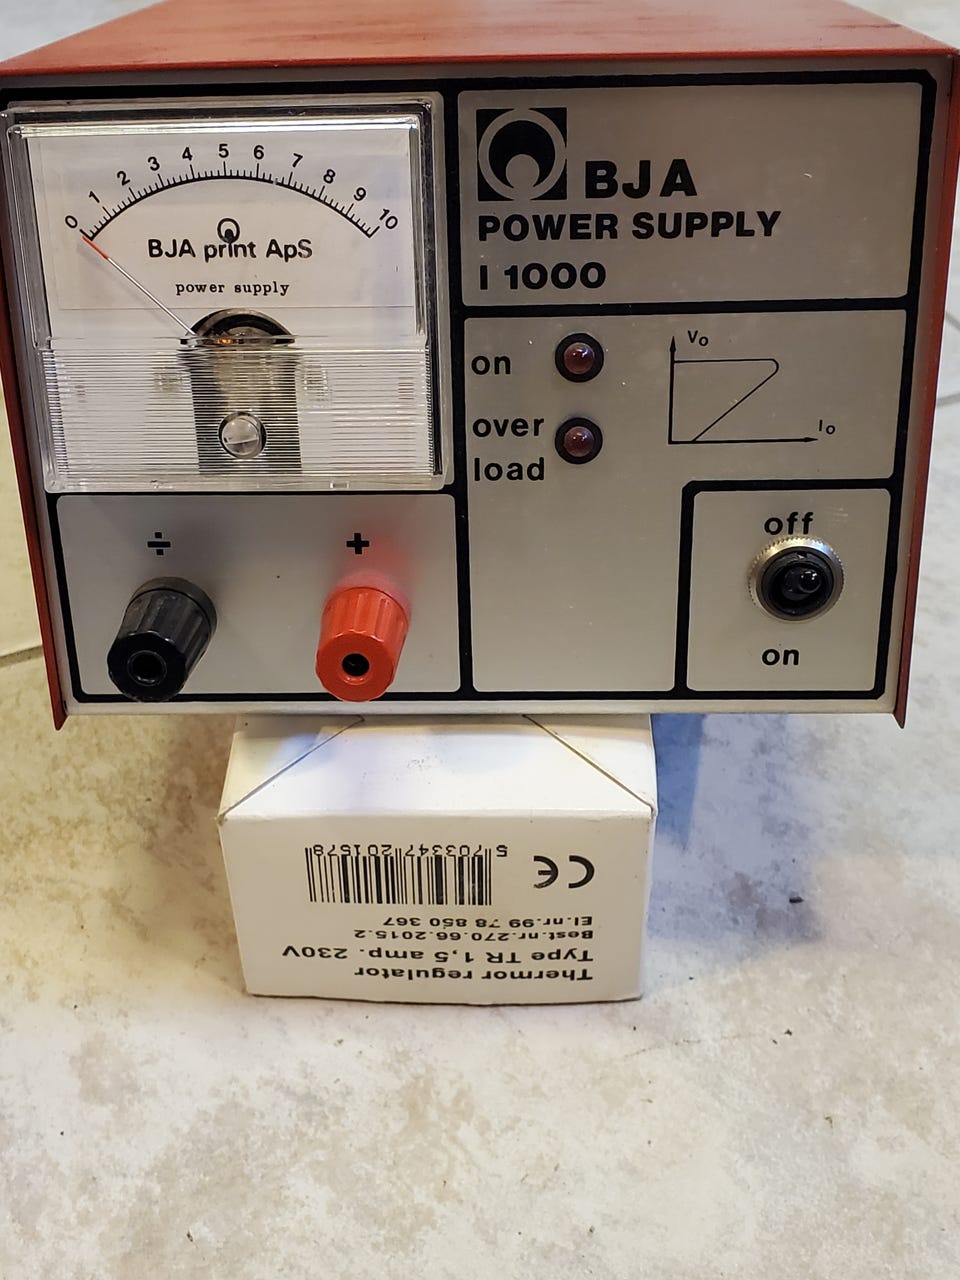 0 1 2 3 4 5 6 7 8 9 10
BJA print ApS
power supply
BJA
POWER SUPPLY
I 1000
on
over
load
Vo
Io
÷ +
off
on
Thermor regulator
Type TR 1,5 amp. 230V
Best.nr.270.66.2015.2
El.nr.99 78 850 367
CE
5 703347 201678